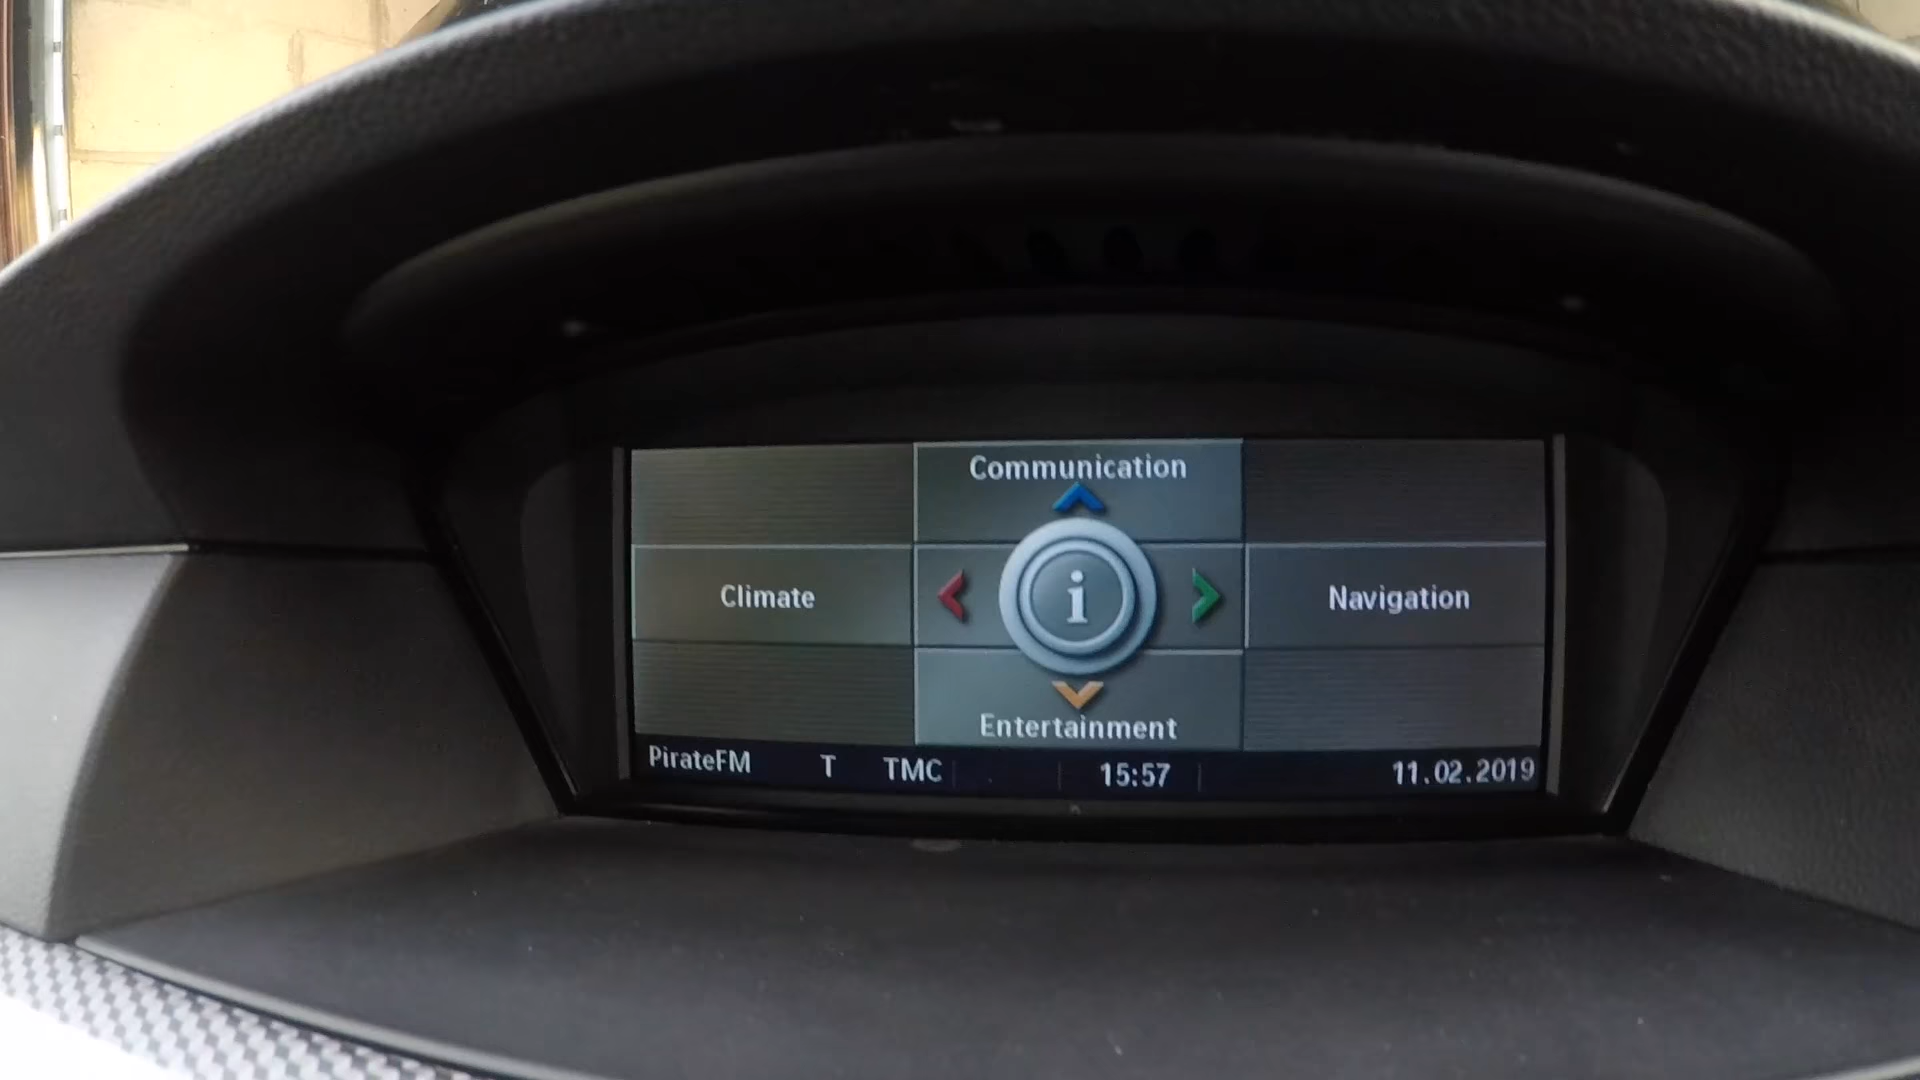 Communication
Climate
i
Navigation
Entertainment
PirateFM T TMC 15:57 11.02.2019